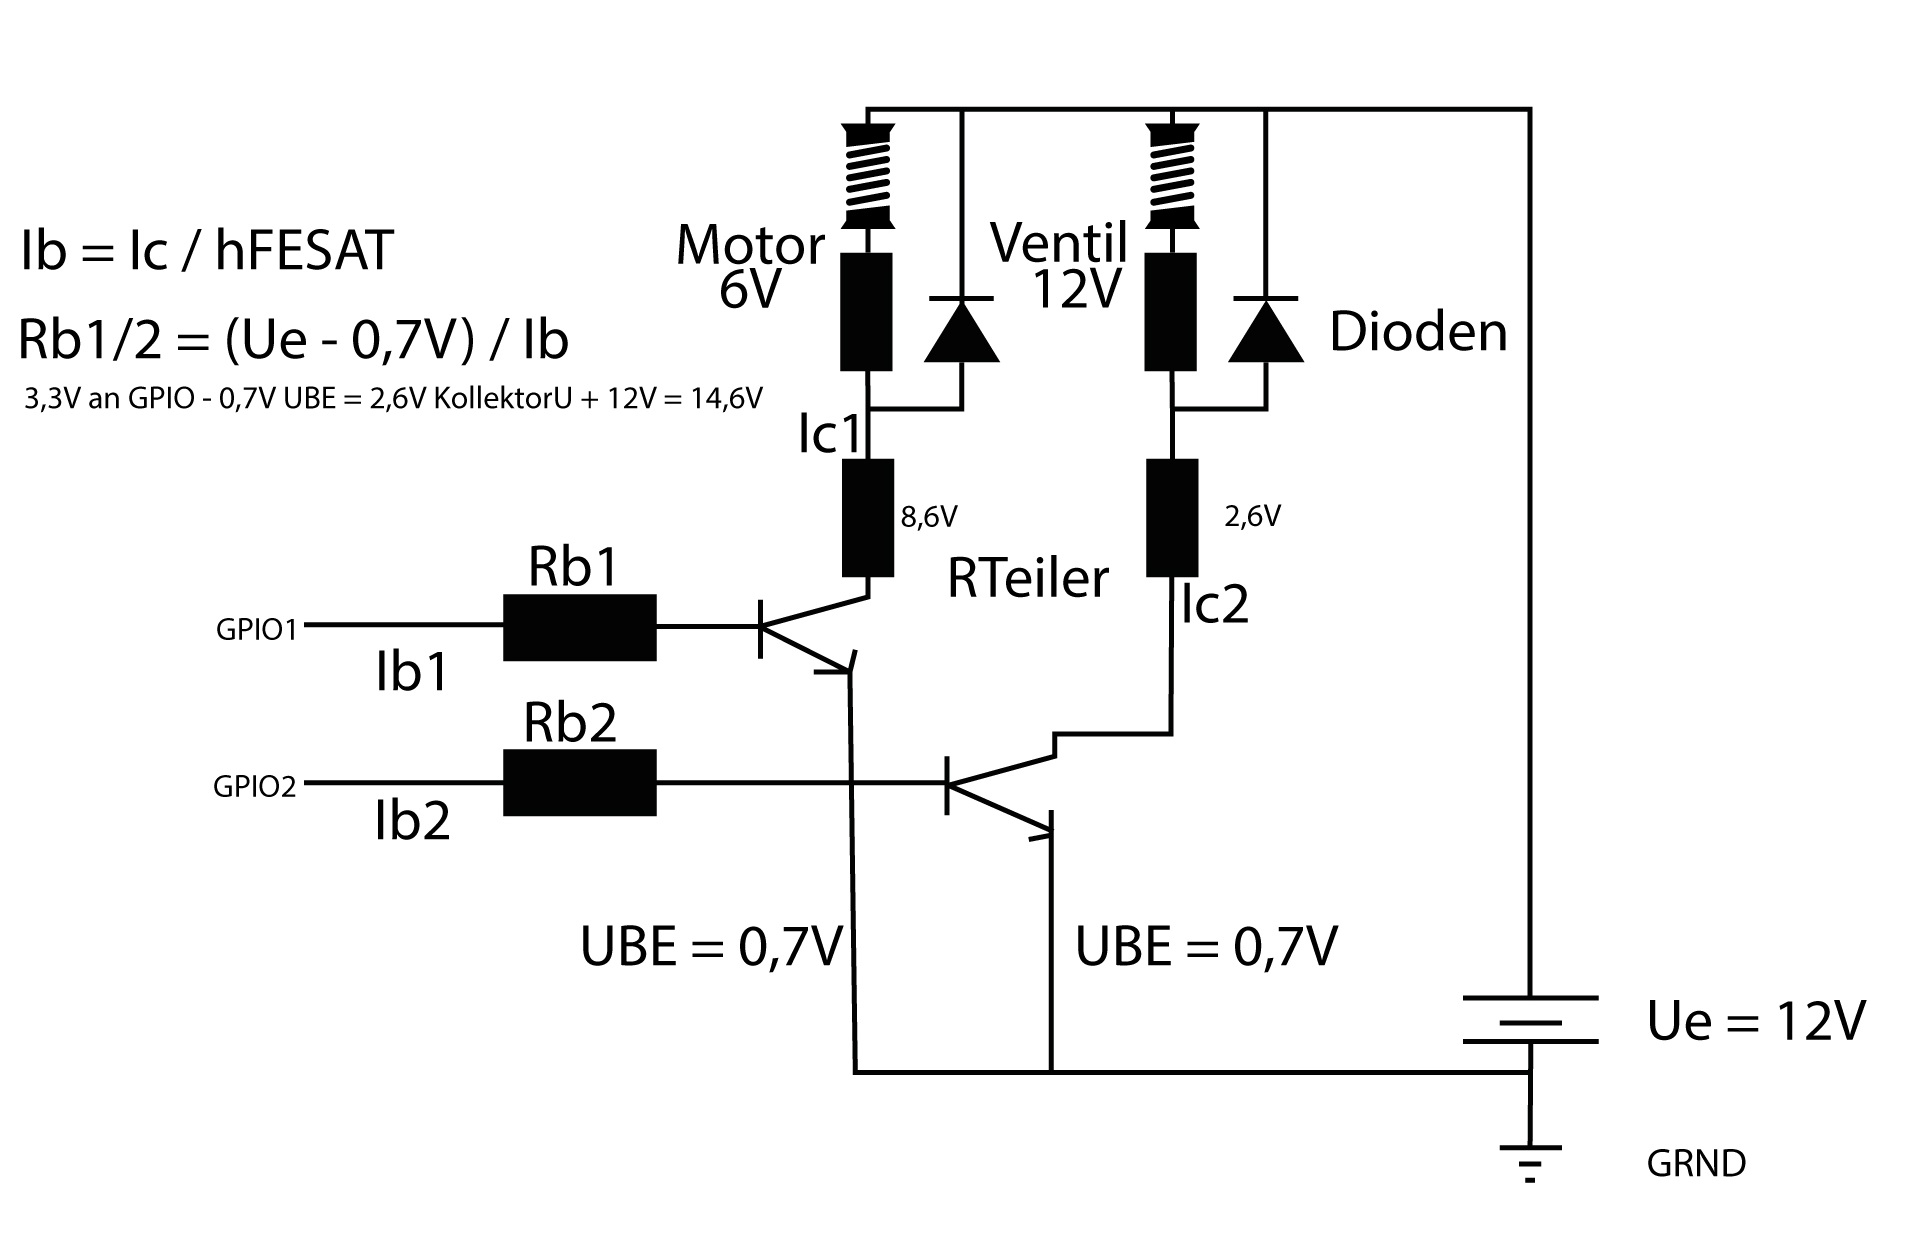 Ib = Ic / hFESAT
Rb1/2 = (Ue - 0,7V) / Ib
3,3V an GPIO - 0,7V UBE = 2,6V KollektorU + 12V = 14,6V
Motor
6V
Ventil
12V
Dioden
Ic1
8,6V
2,6V
RTeiler
Ic2
Rb1
GPIO1
Ib1
Rb2
GPIO2
Ib2
UBE = 0,7V
UBE = 0,7V
Ue = 12V
GRND